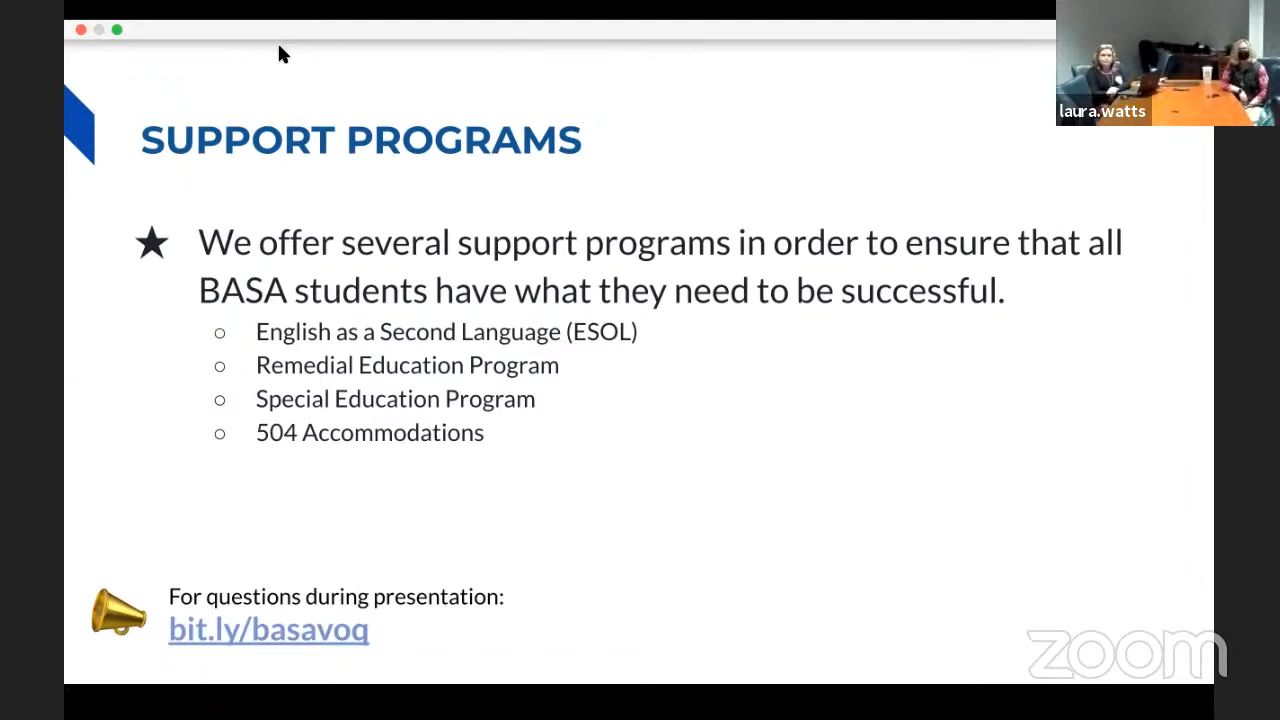 laura.watts
SUPPORT PROGRAMS
★ We offer several support programs in order to ensure that all
BASA students have what they need to be successful.
○ English as a Second Language (ESOL)
○ Remedial Education Program
○ Special Education Program
○ 504 Accommodations
For questions during presentation:
bit.ly/basavoq
zoom